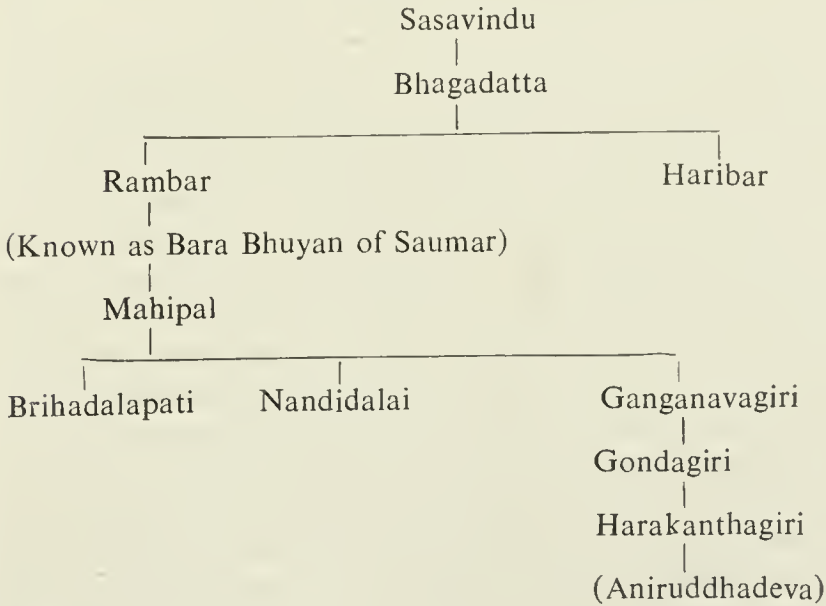 Sasavindu
Bhagadatta
Rambar Haribar
(Known as Bara Bhuyan of Saumar)
Mahipal
Brihadalapati Nandidalai Ganganavagiri
Gondagiri
Harakanthagiri
(Aniruddhadeva)